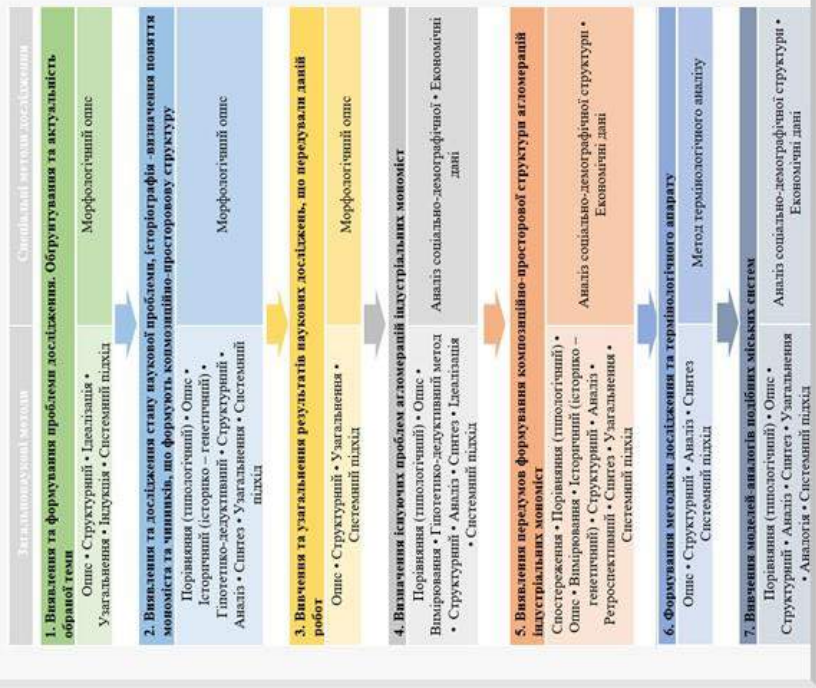 Загальнонаукові методи
Спеціальні методи дослідження
1. Виявлення та формування проблеми дослідження. Обґрунтування та актуальність
обраної теми
Опис • Структурний • Ідеалізація •
Узагальнення • Індукція • Системний підхід
Морфологічний опис
2. Виявлення та дослідження стану наукової проблеми, історіографія -визначення поняття
мономіста та чинників, що формують композиційно-просторовову структуру
Порівняння (типологічний) • Опис •
Історичний (історико – генетичний) •
Гіпотетико-дедуктивний • Структурний •
Аналіз • Синтез • Узагальнення • Системний
підхід
Морфологічний опис
3. Вивчення та узагальнення результатів наукових досліджень, що передували даній
робот
Опис • Структурний • Узагальнення •
Системний підхід
Морфологічний опис
4. Визначення існуючих проблем агломерацій індустріальних мономіст
Порівняння (типологічний) • Опис •
Вимірювання • Гіпотетико-дедуктивний метод
• Структурний • Аналіз • Синтез • Ідеалізація
• Системний підхід
Аналіз соціально-демографічної • Економічні
дані
5. Виявлення передумов формування композиційно-просторової структури агломерацій
індустріальних мономіст
Спостереження • Порівняння (типологічний) •
Опис • Вимірювання • Історичний (історико –
генетичний) • Структурний • Аналіз •
Ретроспективний • Синтез • Узагальнення •
Системний підхід
Аналіз соціально-демографічної структури •
Економічні дані
6. Формування методики дослідження та термінологічного апарату
Опис • Структурний • Аналіз • Синтез
Системний підхід
Метод термінологічного аналізу
7. Вивчення моделей аналогів подібних міських систем
Порівняння (типологічний) • Опис •
Структурний • Аналіз • Синтез • Узагальнення
• Аналогія • Системний підхід
Аналіз соціально-демографічної структури •
Економічні дані